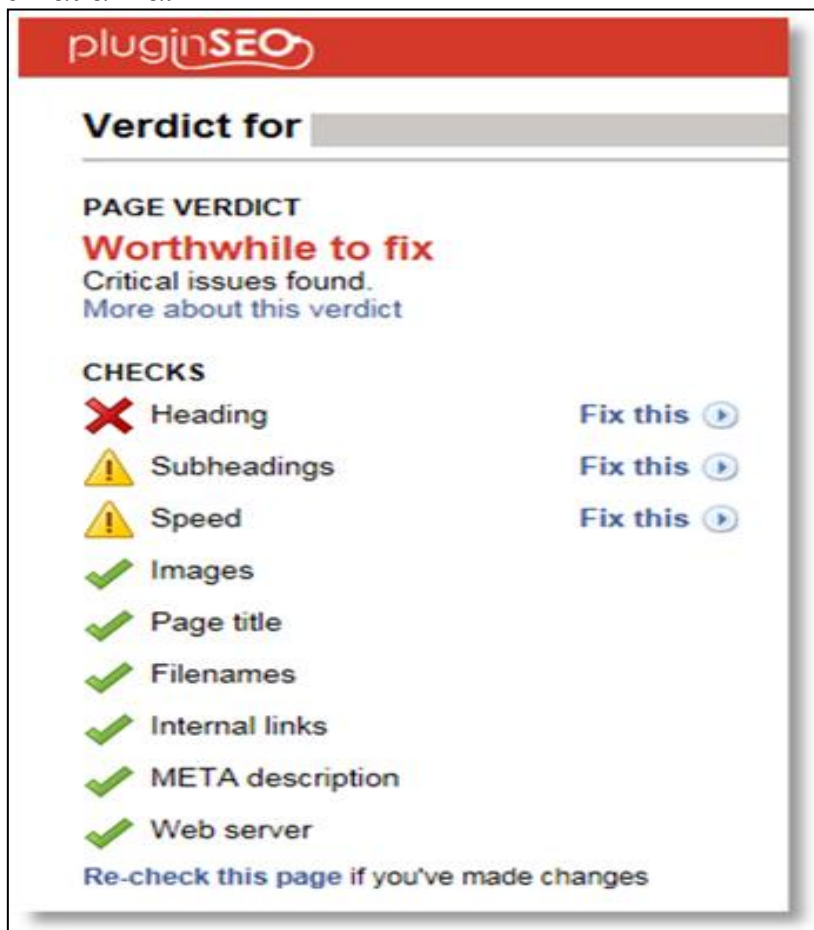 pluginSEO
Verdict for
PAGE VERDICT
Worthwhile to fix
Critical issues found.
More about this verdict
CHECKS
Heading Fix this
Subheadings Fix this
Speed Fix this
Images
Page title
Filenames
Internal links
META description
Web server
Re-check this page if you've made changes